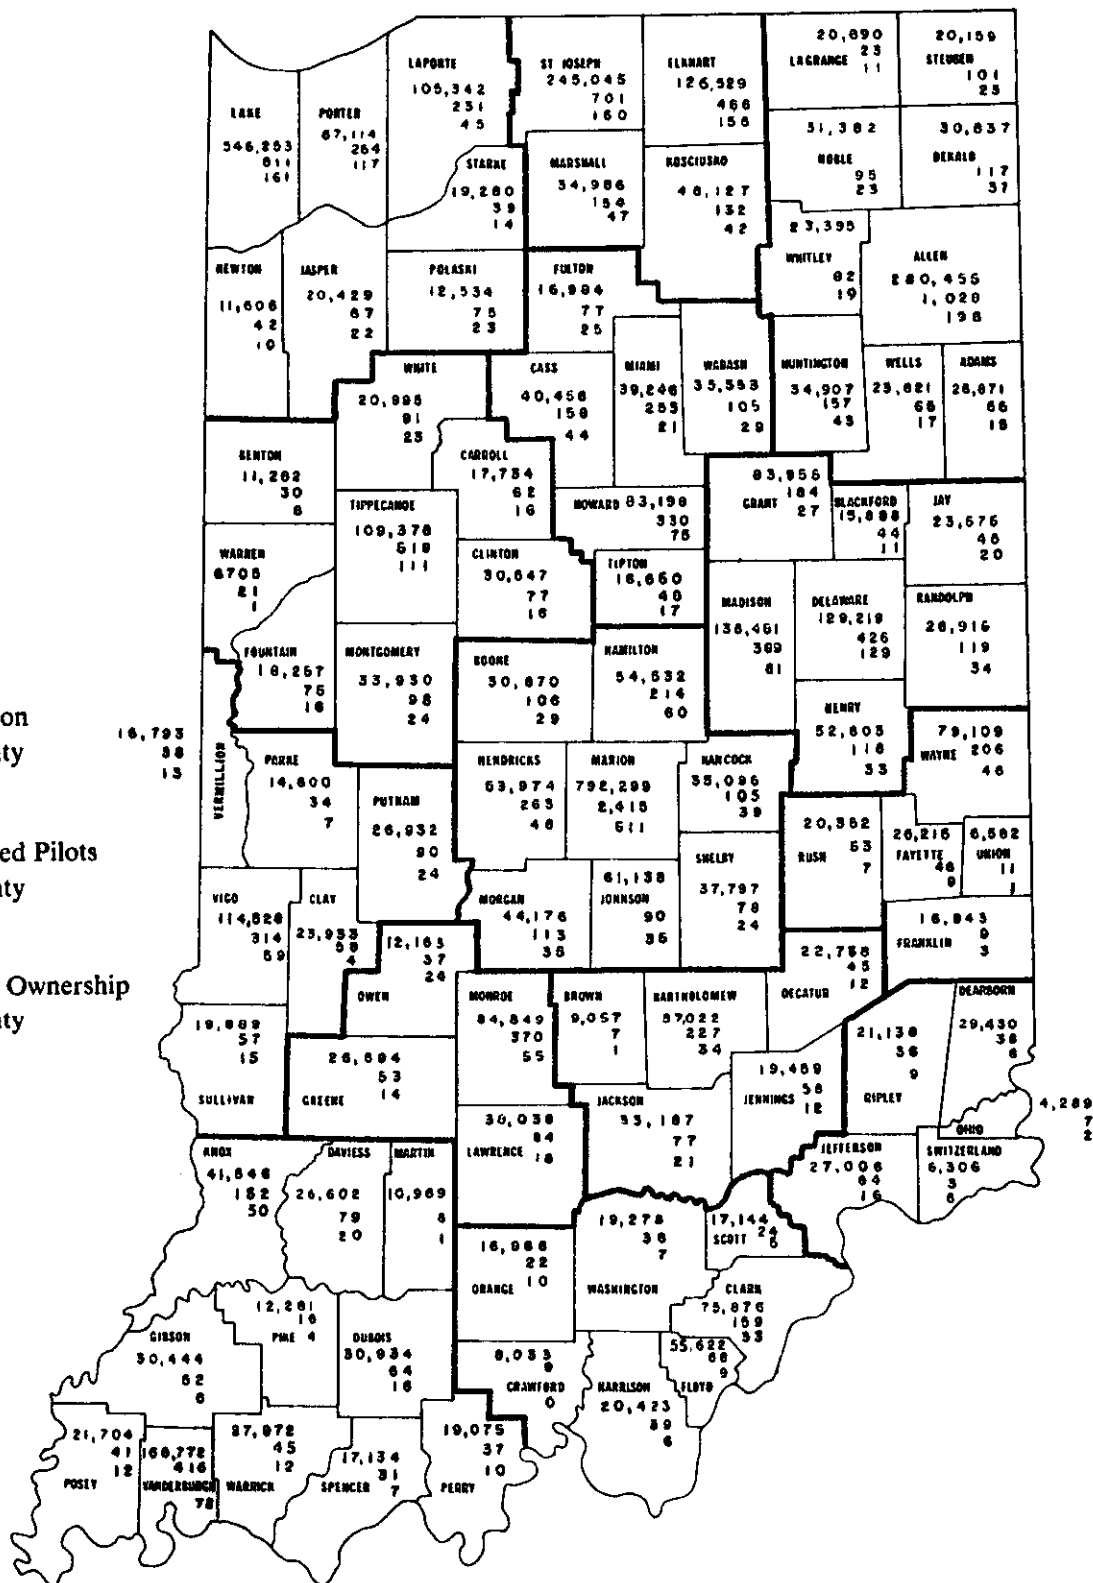 LAKE
546,253
811
161
PORTER
87,114
264
117
LAPORTE
105,342
231
45
ST JOSEPH
245,045
701
160
ELKHART
126,529
466
156
20,890
23
LAGRANGE
11
20,159
STEUBEN
101
25
STARKE
19,280
39
14
MARSHALL
34,986
154
47
KOSCIUSKO
48,127
132
42
31,382
NOBLE
95
23
30,837
DEKALB
117
37
23,395
WHITLEY
82
19
ALLEN
280,455
1,028
198
NEWTON
11,606
42
10
JASPER
20,429
67
22
POLASKI
12,534
75
23
FULTON
16,984
77
25
WHITE
20,995
91
23
CASS
40,456
159
44
MIAMI
39,246
253
21
WABASH
35,553
105
29
HUNTINGTON
34,907
157
43
WELLS
23,821
65
17
ADAMS
26,871
66
18
BENTON
11,262
30
6
CARROLL
17,734
62
16
TIPPECANOE
109,378
519
111
HOWARD 83,198
330
75
83,955
184
GRANT 27
BLACKFORD
15,888
44
11
JAY
23,575
46
20
WARREN
8705
21
1
CLINTON
30,547
77
16
TIPTON
16,650
48
17
MADISON
138,451
389
81
DELAWARE
129,219
426
129
RANDOLPH
28,915
119
34
FOUNTAIN
18,257
75
16
MONTGOMERY
33,930
98
24
BOONE
30,870
106
29
HAMILTON
54,532
214
60
HENRY
52,603
118
33
79,109
WAYNE 206
46
on
ty
16,793
38
13
VERMILLION
PARKE
14,600
34
7
PUTNAM
26,932
90
24
HENDRICKS
53,974
263
48
MARION
792,299
2,415
511
HANCOCK
35,096
105
39
20,352
53
RUSH 7
26,216
FAYETTE 46
9
6,582
UNION
11
1
ed Pilots
ty
VIGO
114,528
314
59
CLAY
23,933
58
4
MORGAN
44,176
113
35
61,138
JOHNSON 90
35
SHELBY
37,797
78
24
16,943
9
FRANKLIN 3
12,163
37
24
OWEN
22,738
45
12
DECATUR
Ownership
ty
MONROE
84,849
370
55
BROWN
9,057
7
1
BARTHOLOMEW
57,022
227
34
DEARBORN
29,430
38
6
19,889
57
15
SULLIVAN
26,894
53
14
GREENE
19,459
58
JENNINGS 12
21,138
36
9
RIPLEY
4,289
7
2
OHIO
38,038
84
LAWRENCE 18
JACKSON
33,187
77
21
JEFFERSON
27,006
64
16
SWITZERLAND
6,306
3
6
KNOX
41,546
152
50
DAVIESS
26,602
79
20
MARTIN
10,969
8
1
16,988
22
10
ORANGE
19,278
36
7
WASHINGTON
17,144
SCOTT 24
5
CLARK
75,876
159
33
GIBSON
30,444
52
6
12,281
16
PIKE 4
DUBOIS
30,934
64
16
8,033
9
CRAWFORD
0
HARRISON
20,423
39
6
55,622
68
9
FLOYD
21,704
41
12
POSEY
168,772
416
VANDERBURGH
78
27,972
45
12
WARRICK
17,134
31
SPENCER 7
19,075
37
10
PERRY